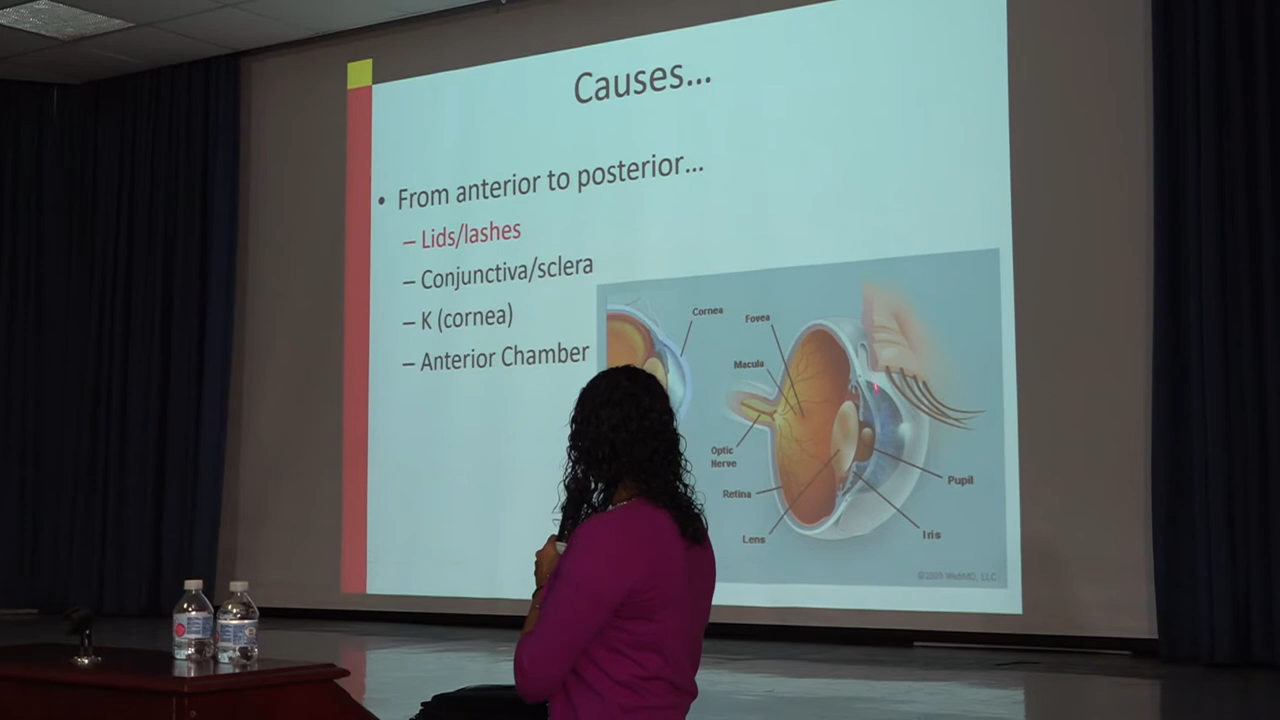 Causes...
• From anterior to posterior...
– Lids/lashes
– Conjunctiva/sclera
– K (cornea)
– Anterior Chamber
Cornea
Fovea
Macula
Optic
Nerve
Retina
Lens
Pupil
Iris
©2005 WebMD, LLC